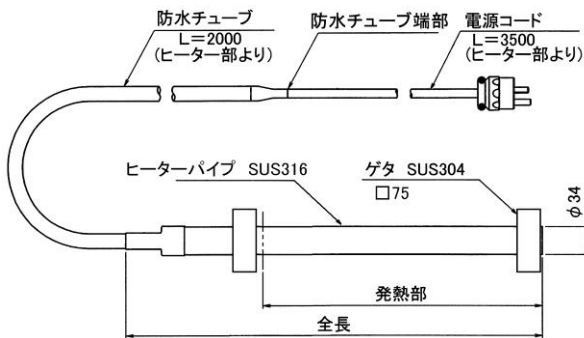 防水チューブ
L=2000
(ヒーター部より)
防水チューブ端部
電源コード
L=3500
(ヒーター部より)
ヒーターパイプ SUS316
ゲタ SUS304
□75
φ34
発熱部
全長